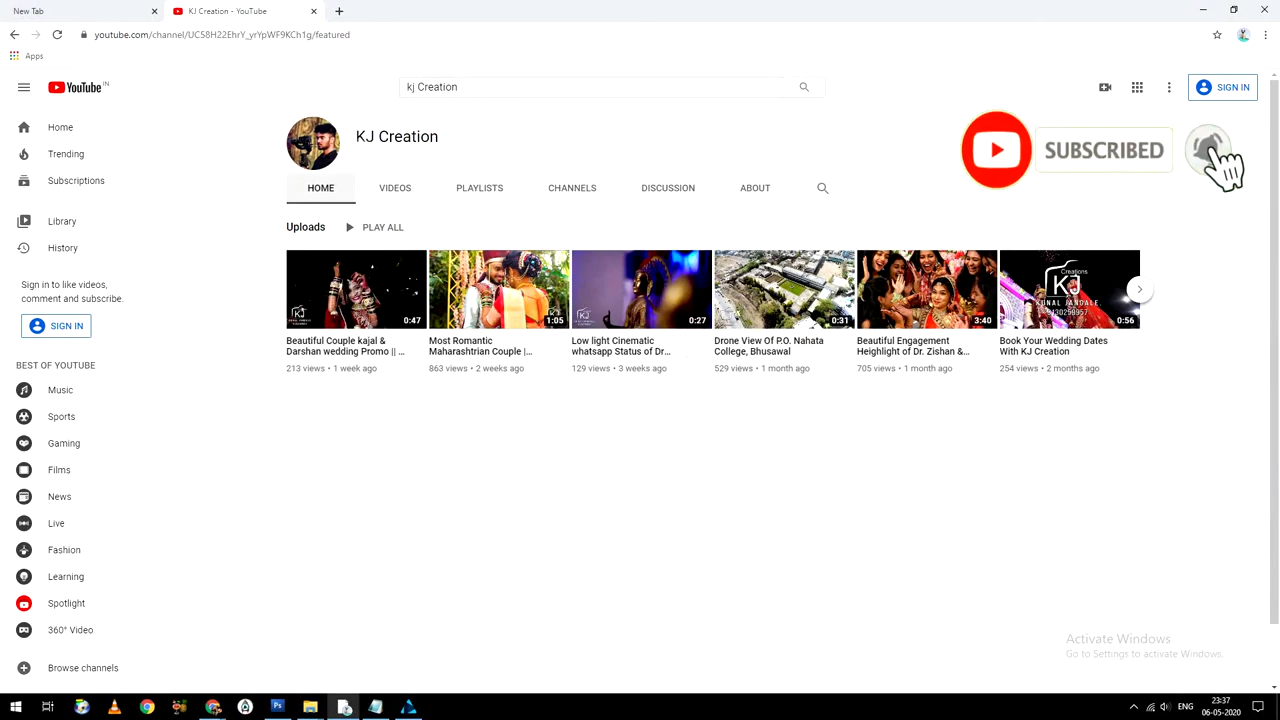 New Tab
KJ Creation - YouTube
youtube.com/channel/UC58H22EhrY_yrYpWF9KCh1g/featured
Apps
YouTube IN
kj Creation
SIGN IN
Home
Trending
Subscriptions
Library
History
Sign in to like videos,
comment and subscribe.
SIGN IN
BEST OF YOUTUBE
Music
Sports
Gaming
Films
News
Live
Fashion
Learning
Spotlight
360° Video
Browse channels
KJ Creation
SUBSCRIBED
HOME VIDEOS PLAYLISTS CHANNELS DISCUSSION ABOUT
Uploads PLAY ALL
0:47
Beautiful Couple kajal &
Darshan wedding Promo || ...
213 views • 1 week ago
1:05
Most Romantic
Maharashtrian Couple |...
863 views • 2 weeks ago
0:27
Low light Cinematic
whatsapp Status of Dr...
129 views • 3 weeks ago
0:31
Drone View Of P.O. Nahata
College, Bhusawal
529 views • 1 month ago
3:40
Beautiful Engagement
Heighlight of Dr. Zishan &...
705 views • 1 month ago
Creations
KJ
KUNAL JANDALE.
9130258957
0:56
Book Your Wedding Dates
With KJ Creation
254 views • 2 months ago
Activate Windows
Go to Settings to activate Windows.
ENG
23:37
06-05-2020